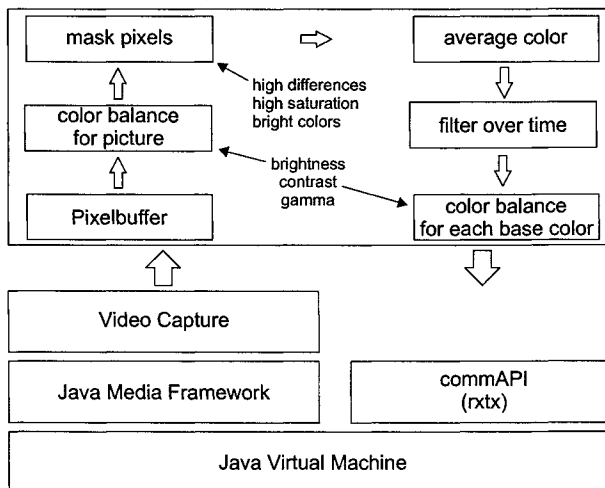 mask pixels
average color
high differences
high saturation
bright colors
color balance
for picture
filter over time
brightness
contrast
gamma
Pixelbuffer
color balance
for each base color
Video Capture
Java Media Framework
commAPI
(rxtx)
Java Virtual Machine